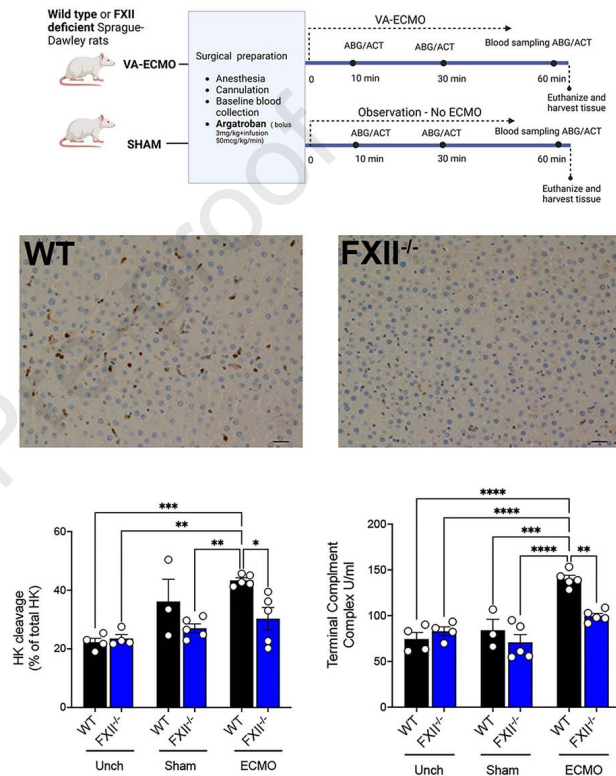 Wild type or FXII
deficient Sprague-
Dawley rats
VA-ECMO
SHAM
Surgical preparation
• Anesthesia
• Cannulation
• Baseline blood
collection
• Argatroban ( bolus
3mg/kg+infusion
50mcg/kg/min)
VA-ECMO
ABG/ACT
ABG/ACT
Blood sampling ABG/ACT
0
10 min
30 min
60 min
Euthanize and
harvest tissue
Observation - No ECMO
ABG/ACT
ABG/ACT
Blood sampling ABG/ACT
0
10 min
30 min
60 min
Euthanize and
harvest tissue
WT
FXII-/-
HK cleavage
(% of total HK)
60
40
20
0
***
**
**
*
WT
FXII-/-
WT
FXII-/-
WT
FXII-/-
Unch
Sham
ECMO
Terminal Compliment
Complex U/ml
200
150
100
50
0
****
****
***
****
**
WT
FXII-/-
WT
FXII-/-
WT
FXII-/-
Unch
Sham
ECMO